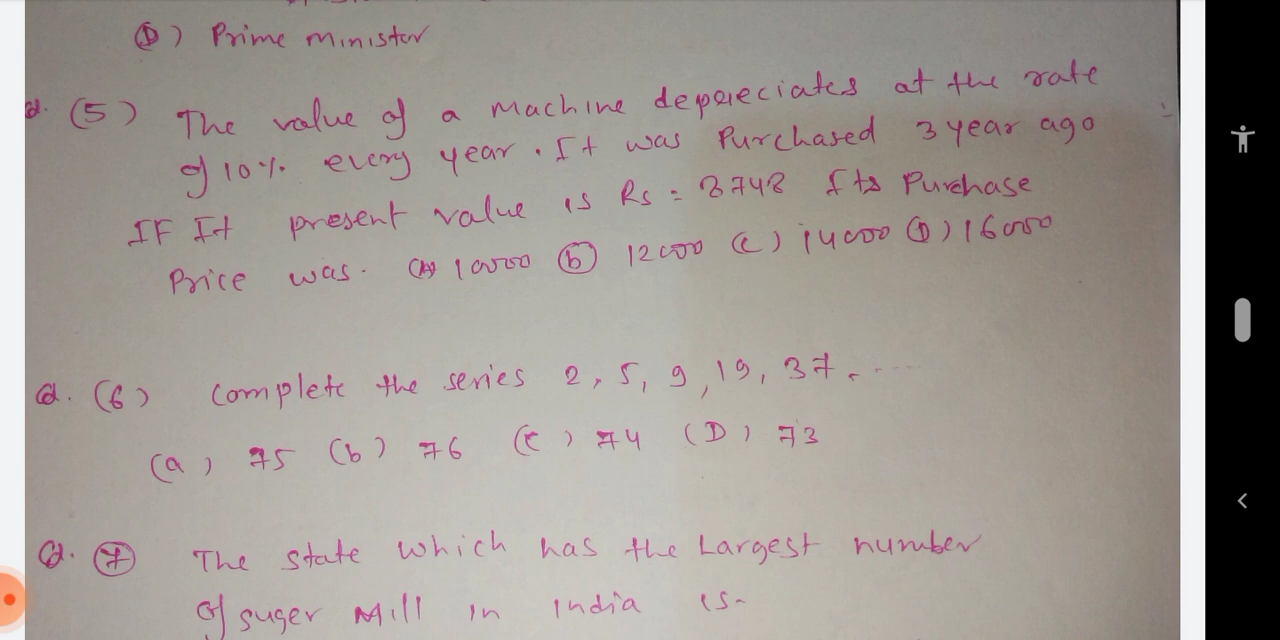 (D) Prime Minister
Q. (5) The value of a machine depreciates at the rate
of 10% every year. It was Purchased 3 year ago
IF It present value is Rs = 8748 Its Purchase
Price was. (A) 10000 (b) 12000 (c) 14000 (D) 16000
Q. (6) Complete the series 2, 5, 9, 19, 37, .....
(a) 75 (b) 76 (c) 74 (D) 73
Q. (7) The state which has the Largest number
of suger Mill in India is-